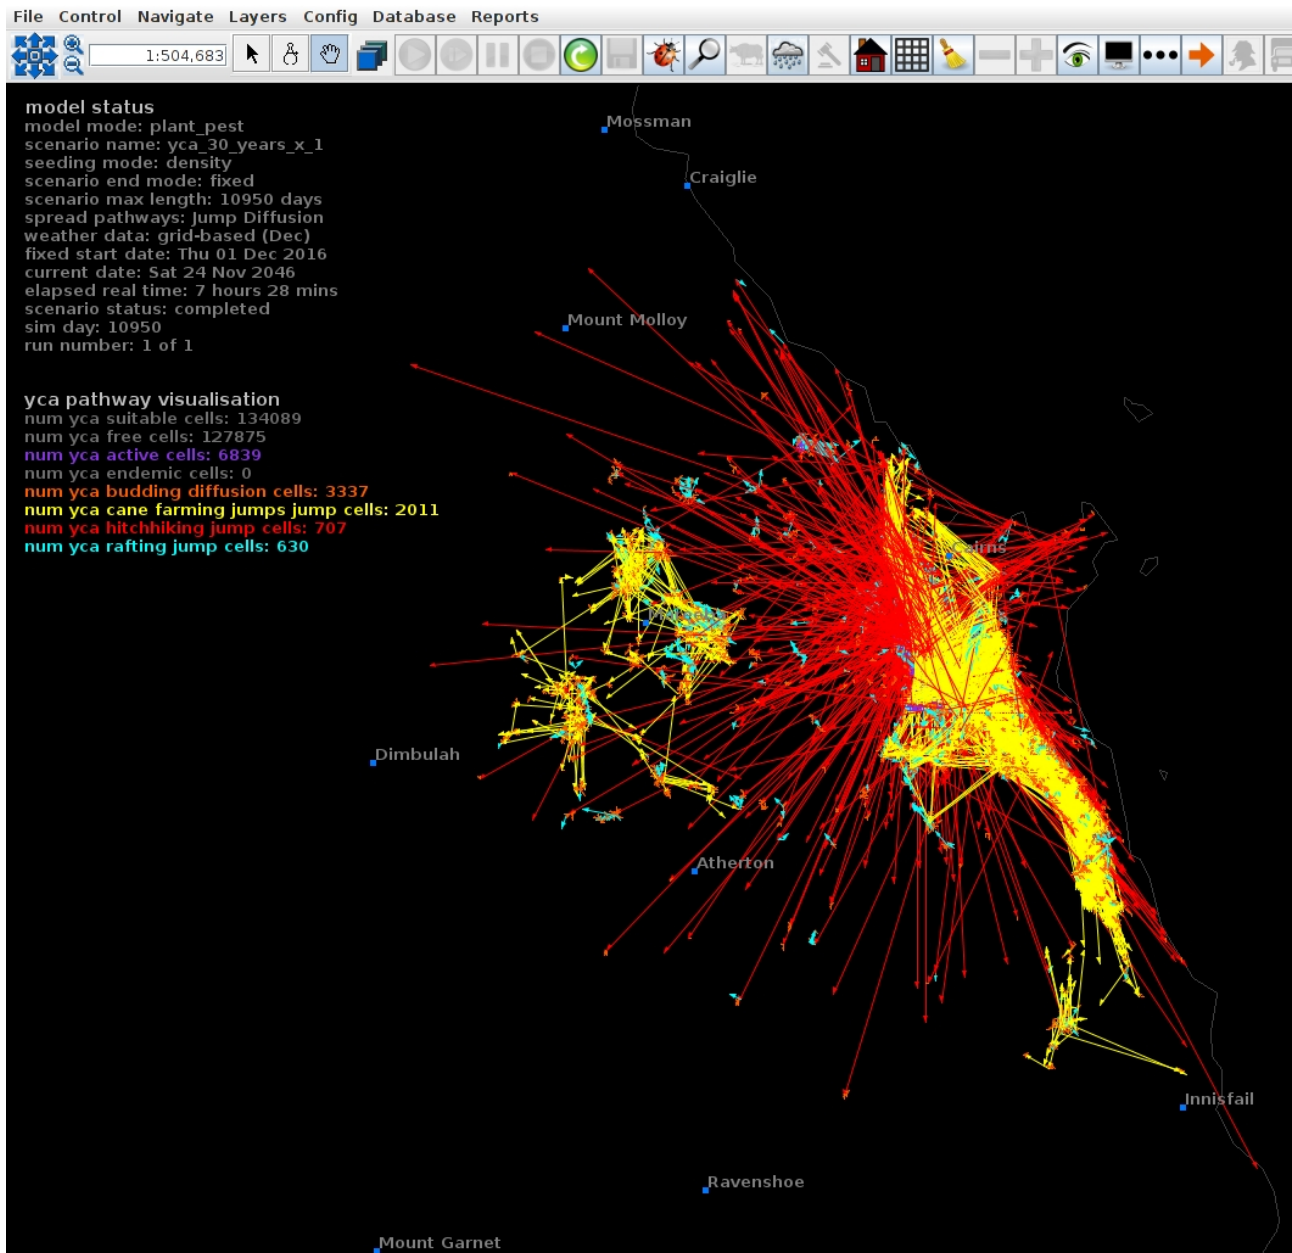 File Control Navigate Layers Config Database Reports
1:504,683
model status
model mode: plant_pest
scenario name: yca_30_years_x_1
seeding mode: density
scenario end mode: fixed
scenario max length: 10950 days
spread pathways: Jump Diffusion
weather data: grid-based (Dec)
fixed start date: Thu 01 Dec 2016
current date: Sat 24 Nov 2046
elapsed real time: 7 hours 28 mins
scenario status: completed
sim day: 10950
run number: 1 of 1
yca pathway visualisation
num yca suitable cells: 134089
num yca free cells: 127875
num yca active cells: 6839
num yca endemic cells: 0
num yca budding diffusion cells: 3337
num yca cane farming jumps jump cells: 2011
num yca hitchhiking jump cells: 707
num yca rafting jump cells: 630
Mossman
Craiglie
Mount Molloy
Cairns
Dimbulah
Atherton
Innisfail
Ravenshoe
Mount Garnet